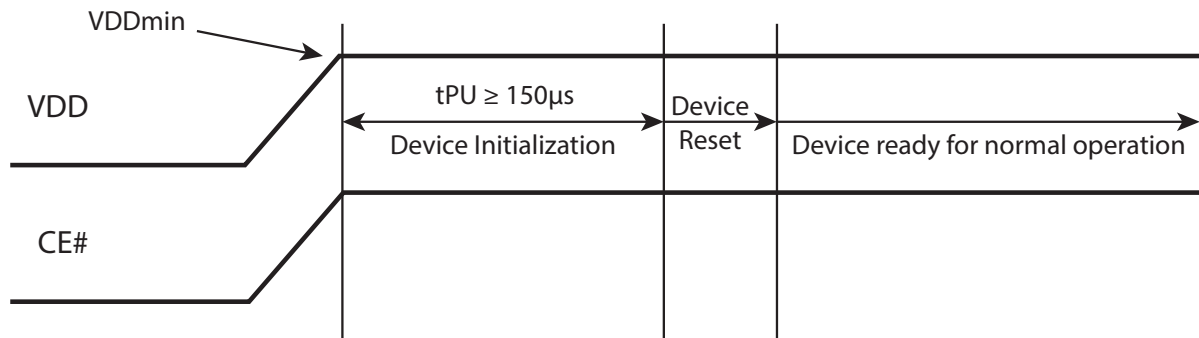 VDDmin
VDD
tPU ≥ 150μs
Device Initialization
Device
Reset
Device ready for normal operation
CE#